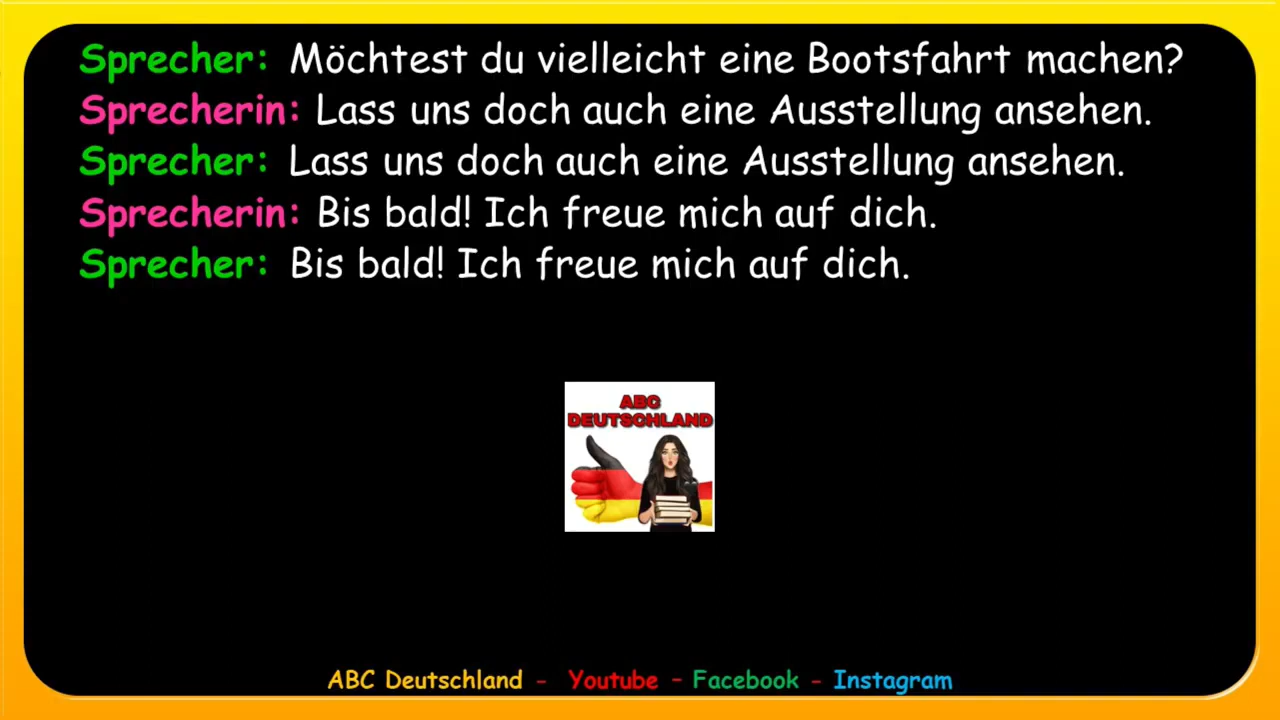 Sprecher: Möchtest du vielleicht eine Bootsfahrt machen?
Sprecherin: Lass uns doch auch eine Ausstellung ansehen.
Sprecher: Lass uns doch auch eine Ausstellung ansehen.
Sprecherin: Bis bald! Ich freue mich auf dich.
Sprecher: Bis bald! Ich freue mich auf dich.
ABC
DEUTSCHLAND
ABC Deutschland - Youtube - Facebook - Instagram